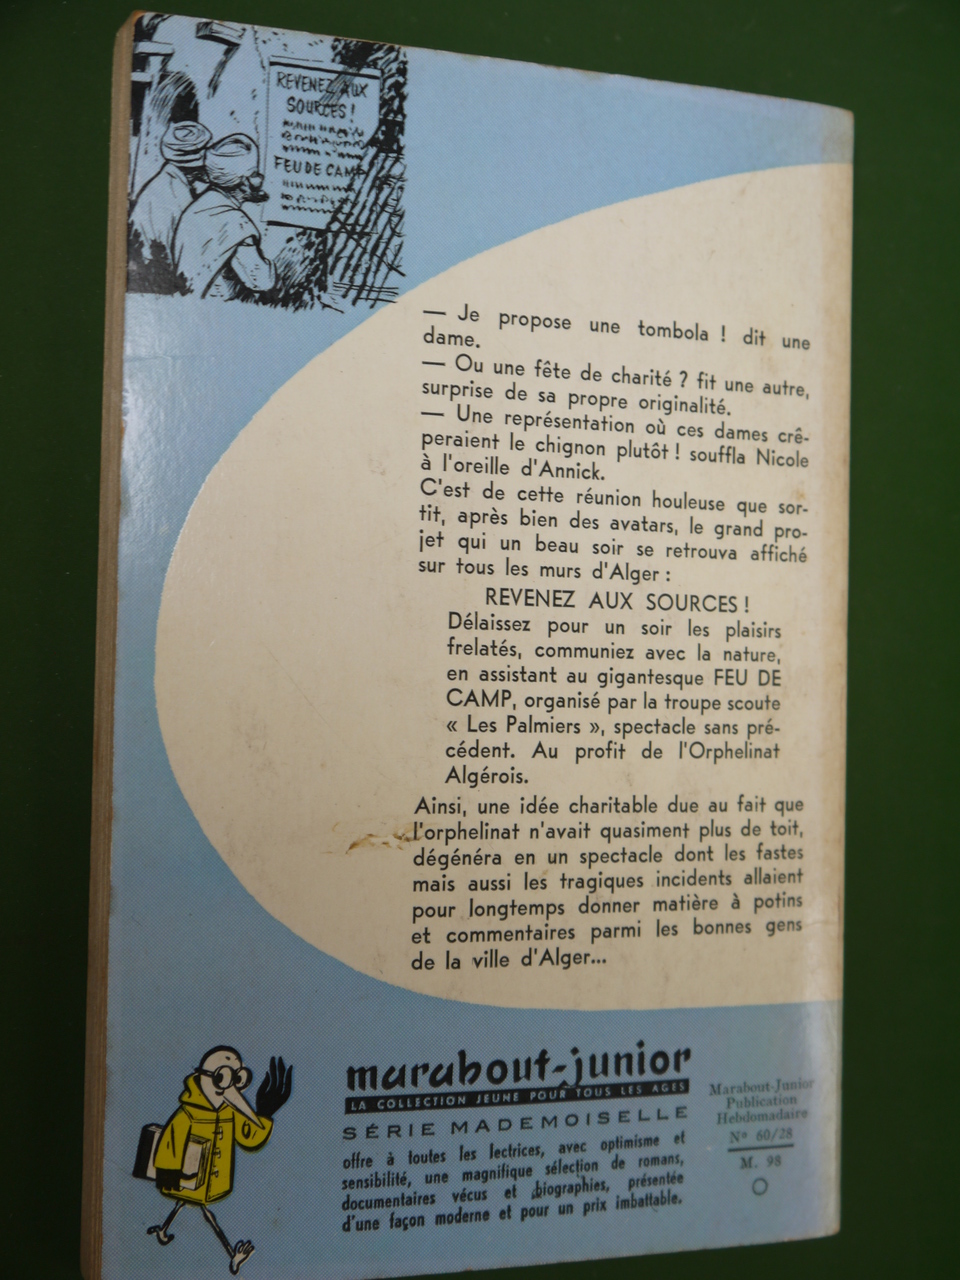 REVENEZ AUX
SOURCES!
FEU DE CAMP
— Je propose une tombola ! dit une
dame.
— Ou une fête de charité ? fit une autre,
surprise de sa propre originalité.
— Une représentation où ces dames crê-
peraient le chignon plutôt ! souffla Nicole
à l'oreille d'Annick.
C'est de cette réunion houleuse que sor-
tit, après bien des avatars, le grand pro-
jet qui un beau soir se retrouva affiché
sur tous les murs d'Alger :
REVENEZ AUX SOURCES !
Délaissez pour un soir les plaisirs
frelatés, communiez avec la nature,
en assistant au gigantesque FEU DE
CAMP, organisé par la troupe scoute
« Les Palmiers », spectacle sans pré-
cédent. Au profit de l'Orphelinat
Algérois.
Ainsi, une idée charitable due au fait que
l'orphelinat n'avait quasiment plus de toit,
dégénéra en un spectacle dont les fastes
mais aussi les tragiques incidents allaient
pour longtemps donner matière à potins
et commentaires parmi les bonnes gens
de la ville d'Alger...
marabout-junior
LA COLLECTION JEUNE POUR TOUS LES AGES
SÉRIE MADEMOISELLE
offre à toutes les lectrices, avec optimisme et
sensibilité, une magnifique sélection de romans,
documentaires vécus et biographies, présentée
d'une façon moderne et pour un prix imbattable.
Marabout-Junior
Publication
Hebdomadaire
N° 60/28
M. 98